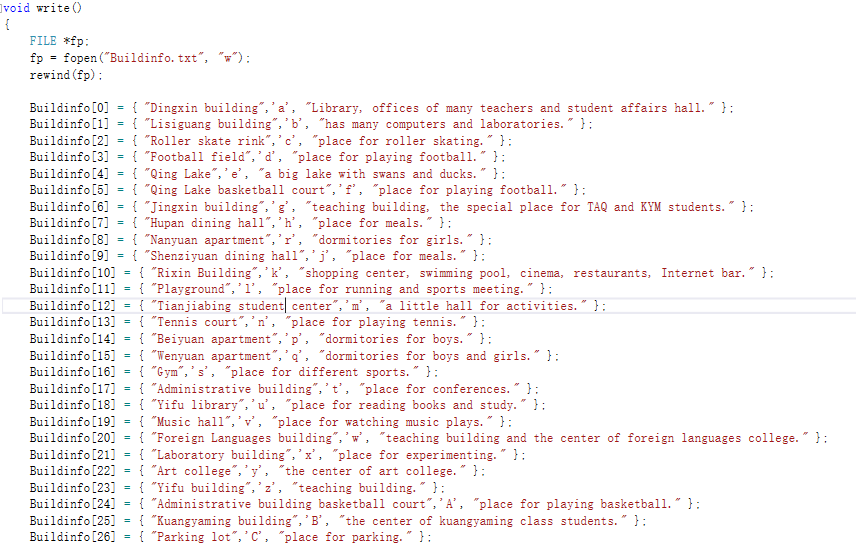 void write()
{
FILE *fp;
fp = fopen("Buildinfo.txt", "w");
rewind(fp);
Buildinfo[0] = { "Dingxin building",'a', "Library, offices of many teachers and student affairs hall." };
Buildinfo[1] = { "Lisiguang building",'b', "has many computers and laboratories." };
Buildinfo[2] = { "Roller skate rink",'c', "place for roller skating." };
Buildinfo[3] = { "Football field",'d', "place for playing football." };
Buildinfo[4] = { "Qing Lake",'e', "a big lake with swans and ducks." };
Buildinfo[5] = { "Qing Lake basketball court",'f', "place for playing football." };
Buildinfo[6] = { "Jingxin building",'g', "teaching building, the special place for TAQ and KYM students." };
Buildinfo[7] = { "Hupan dining hall",'h', "place for meals." };
Buildinfo[8] = { "Nanyuan apartment",'r', "dormitories for girls." };
Buildinfo[9] = { "Shenziyuan dining hall",'j', "place for meals." };
Buildinfo[10] = { "Rixin Building",'k', "shopping center, swimming pool, cinema, restaurants, Internet bar." };
Buildinfo[11] = { "Playground",'l', "place for running and sports meeting." };
Buildinfo[12] = { "Tianjiabing student center",'m', "a little hall for activities." };
Buildinfo[13] = { "Tennis court",'n', "place for playing tennis." };
Buildinfo[14] = { "Beiyuan apartment",'p', "dormitories for boys." };
Buildinfo[15] = { "Wenyuan apartment",'q', "dormitories for boys and girls." };
Buildinfo[16] = { "Gym",'s', "place for different sports." };
Buildinfo[17] = { "Administrative building",'t', "place for conferences." };
Buildinfo[18] = { "Yifu library",'u', "place for reading books and study." };
Buildinfo[19] = { "Music hall",'v', "place for watching music plays." };
Buildinfo[20] = { "Foreign Languages building",'w', "teaching building and the center of foreign languages college." };
Buildinfo[21] = { "Laboratory building",'x', "place for experimenting." };
Buildinfo[22] = { "Art college",'y', "the center of art college." };
Buildinfo[23] = { "Yifu building",'z', "teaching building." };
Buildinfo[24] = { "Administrative building basketball court",'A', "place for playing basketball." };
Buildinfo[25] = { "Kuangyaming building",'B', "the center of kuangyaming class students." };
Buildinfo[26] = { "Parking lot",'C', "place for parking." };